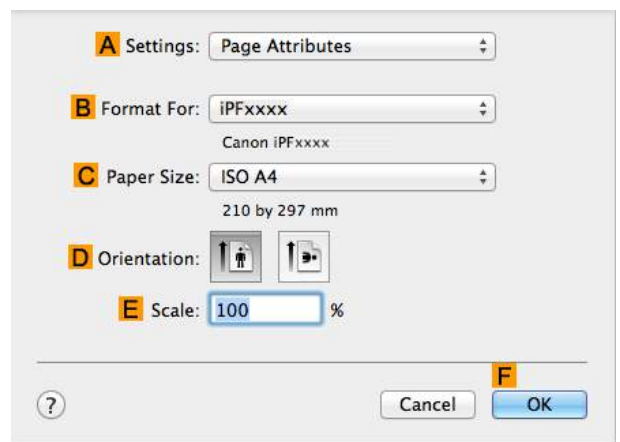 A Settings: Page Attributes
B Format For: iPFxxxx
Canon iPFxxxx
C Paper Size: ISO A4
210 by 297 mm
D Orientation:
E Scale: 100 %
F
? Cancel OK